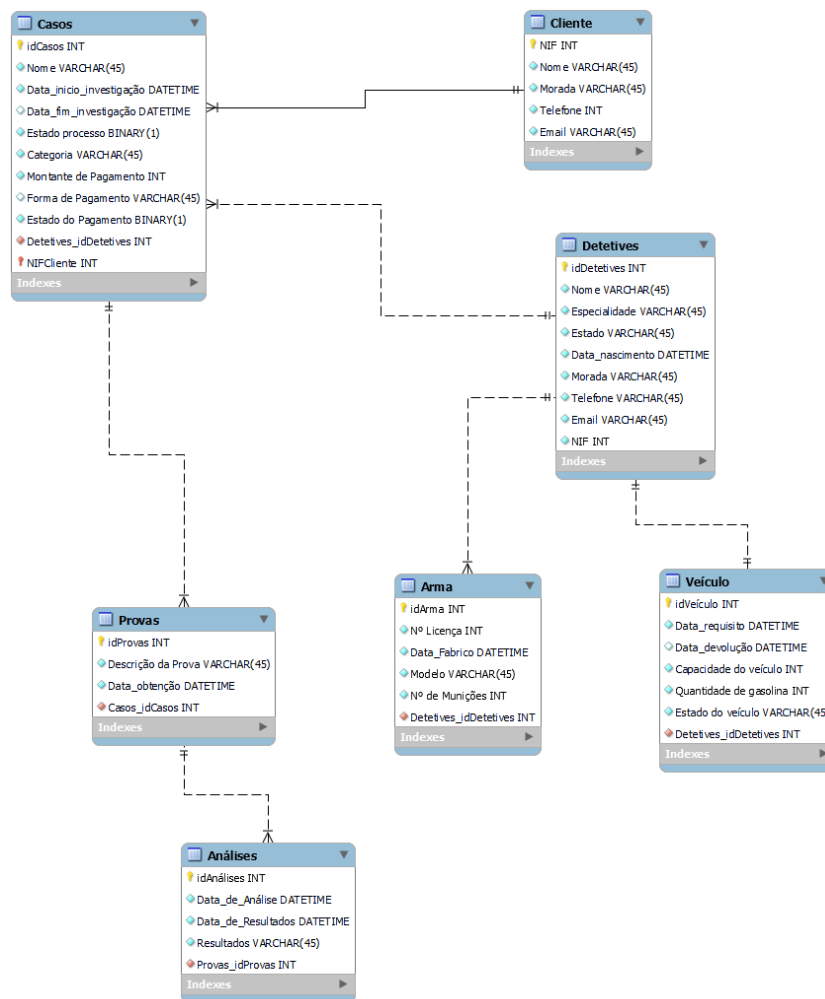 Casos
idCasos INT
Nome VARCHAR(45)
Data_inicio_investigação DATETIME
Data_fim_investigação DATETIME
Estado processo BINARY(1)
Categoria VARCHAR(45)
Montante de Pagamento INT
Forma de Pagamento VARCHAR(45)
Estado do Pagamento BINARY(1)
Detetives_idDetetives INT
NIFCliente INT
Indexes
Cliente
NIF INT
Nome VARCHAR(45)
Morada VARCHAR(45)
Telefone INT
Email VARCHAR(45)
Indexes
Detetives
idDetetives INT
Nome VARCHAR(45)
Especialidade VARCHAR(45)
Estado VARCHAR(45)
Data_nascimento DATETIME
Morada VARCHAR(45)
Telefone VARCHAR(45)
Email VARCHAR(45)
NIF INT
Indexes
Arma
idArma INT
Nº Licença INT
Data_Fabrico DATETIME
Modelo VARCHAR(45)
Nº de Munições INT
Detetives_idDetetives INT
Indexes
Veículo
idVeículo INT
Data_requisito DATETIME
Data_devolução DATETIME
Capacidade do veículo INT
Quantidade de gasolina INT
Estado do veículo VARCHAR(45
Detetives_idDetetives INT
Indexes
Provas
idProvas INT
Descrição da Prova VARCHAR(45)
Data_obtenção DATETIME
Casos_idCasos INT
Indexes
Análises
idAnálises INT
Data_de_Análise DATETIME
Data_de_Resultados DATETIME
Resultados VARCHAR(45)
Provas_idProvas INT
Indexes